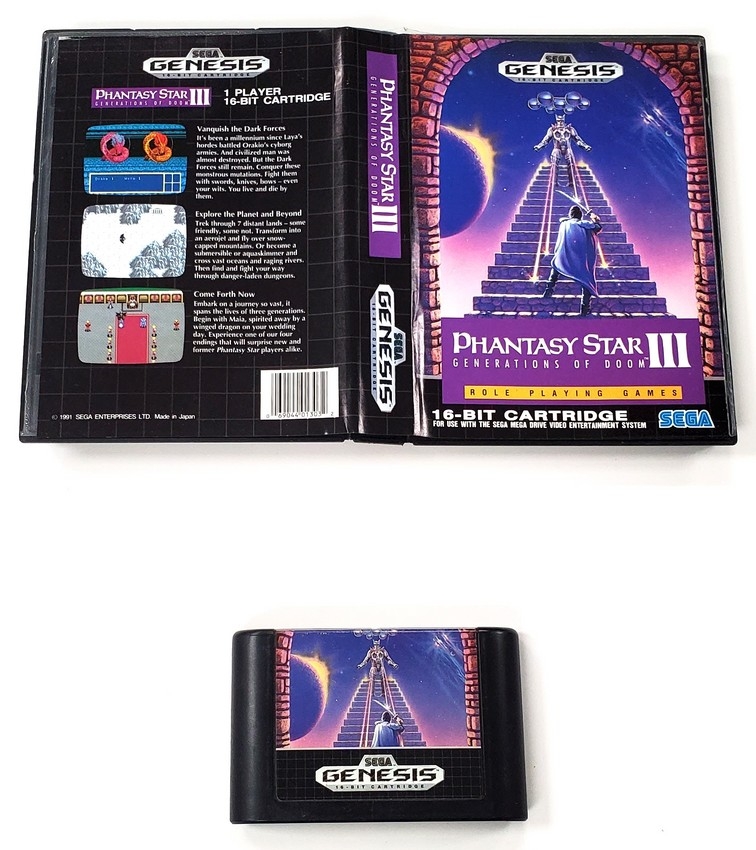 SEGA
GENESIS
16-BIT CARTRIDGE
PHANTASY STAR III
GENERATIONS OF DOOM
1 PLAYER
16-BIT CARTRIDGE
Vanquish the Dark Forces
It's been a millennium since Laya's
hordes battled Orakio's cyborg
armies. And civilized man was
almost destroyed. But the Dark
Forces still remain. Conquer these
monstrous mutations. Fight them
with swords, knives, bows – even
your wits. You live and die by
them.
Explore the Planet and Beyond
Trek through 7 distant lands – some
friendly, some not. Transform into
an aerojet and fly over snow-
capped mountains. Or become a
submersible or aquaskimmer and
cross vast oceans and raging rivers.
Then find and fight your way
through danger-laden dungeons.
Come Forth Now
Embark on a journey so vast, it
spans the lives of three generations.
Begin with Maia, spirited away by a
winged dragon on your wedding
day. Experience one of our four
endings that will surprise new and
former Phantasy Star players alike.
© 1991 SEGA ENTERPRISES LTD. Made in Japan
PHANTASY STAR III
GENERATIONS OF DOOM
SEGA
GENESIS
16-BIT CARTRIDGE
SEGA
GENESIS
16-BIT CARTRIDGE
PHANTASY STAR III
GENERATIONS OF DOOM™
ROLE PLAYING GAMES
16-BIT CARTRIDGE
FOR USE WITH THE SEGA MEGA DRIVE VIDEO ENTERTAINMENT SYSTEM
SEGA
SEGA
GENESIS™
16-BIT CARTRIDGE